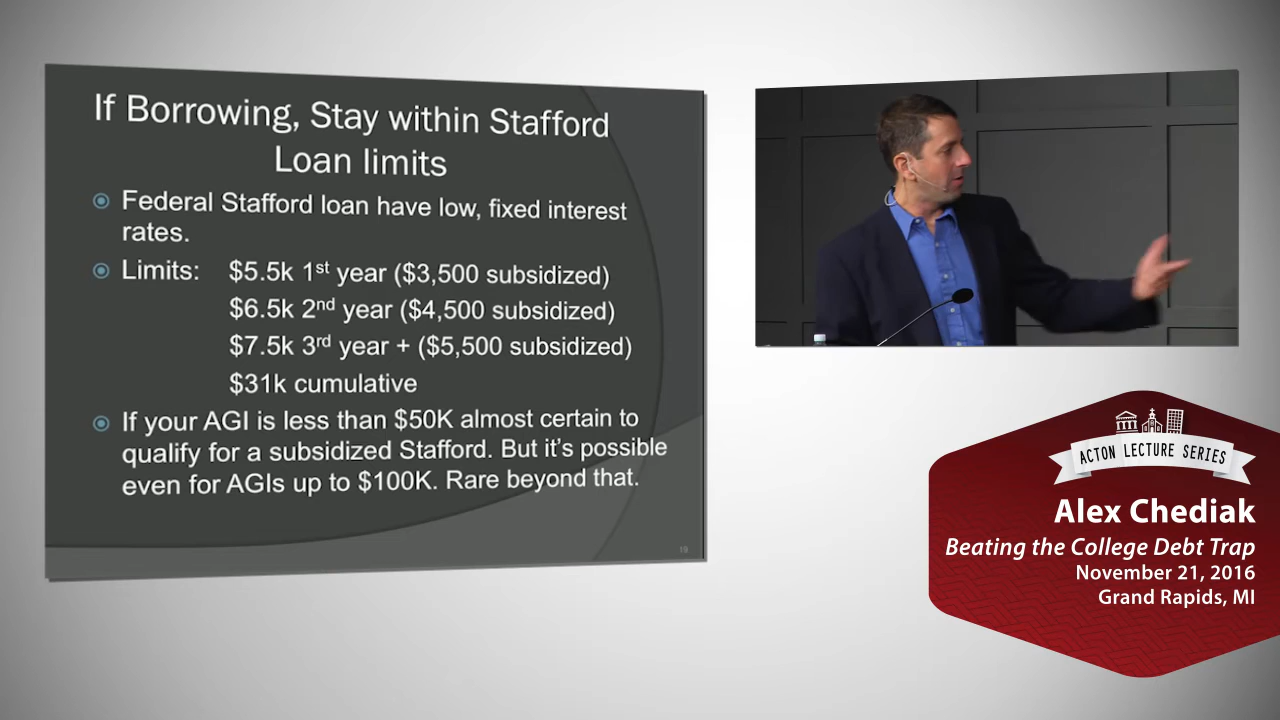 If Borrowing, Stay within Stafford
Loan limits
Federal Stafford loan have low, fixed interest
rates.
Limits: $5.5k 1st year ($3,500 subsidized)
$6.5k 2nd year ($4,500 subsidized)
$7.5k 3rd year + ($5,500 subsidized)
$31k cumulative
If your AGI is less than $50K almost certain to
qualify for a subsidized Stafford. But it's possible
even for AGIs up to $100K. Rare beyond that.
19
ACTON LECTURE SERIES
Alex Chediak
Beating the College Debt Trap
November 21, 2016
Grand Rapids, MI